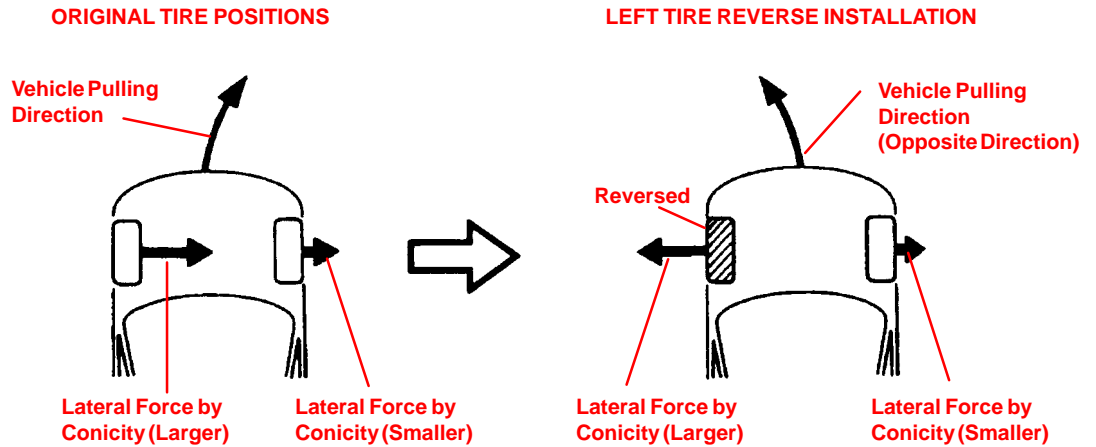 ORIGINAL TIRE POSITIONS
LEFT TIRE REVERSE INSTALLATION
Vehicle Pulling
Direction
Vehicle Pulling
Direction
(Opposite Direction)
Reversed
Lateral Force by
Conicity (Larger)
Lateral Force by
Conicity (Smaller)
Lateral Force by
Conicity (Larger)
Lateral Force by
Conicity (Smaller)